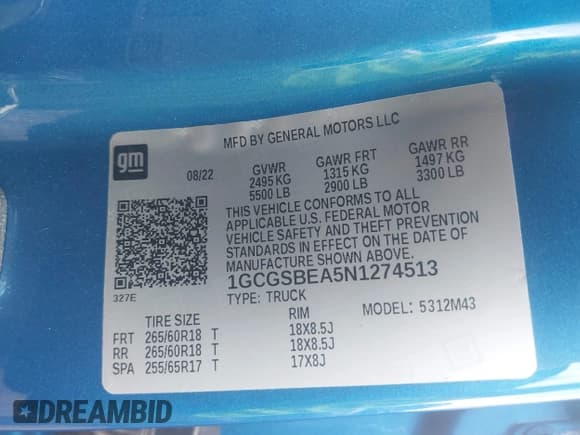 MFD BY GENERAL MOTORS LLC
gm
08/22
GVWR GAWR FRT GAWR RR
2495 KG 1315 KG 1497 KG
5500 LB 2900 LB 3300 LB
THIS VEHICLE CONFORMS TO ALL
APPLICABLE U.S. FEDERAL MOTOR
VEHICLE SAFETY AND THEFT PREVENTION
STANDARDS IN EFFECT ON THE DATE OF
MANUFACTURE SHOWN ABOVE.
327E
1GCGSBEA5N1274513
TYPE: TRUCK MODEL: 5312M43
TIRE SIZE RIM
FRT 265/60R18 T 18X8.5J
RR 265/60R18 T 18X8.5J
SPA 255/65R17 T 17X8J
DREAMBID